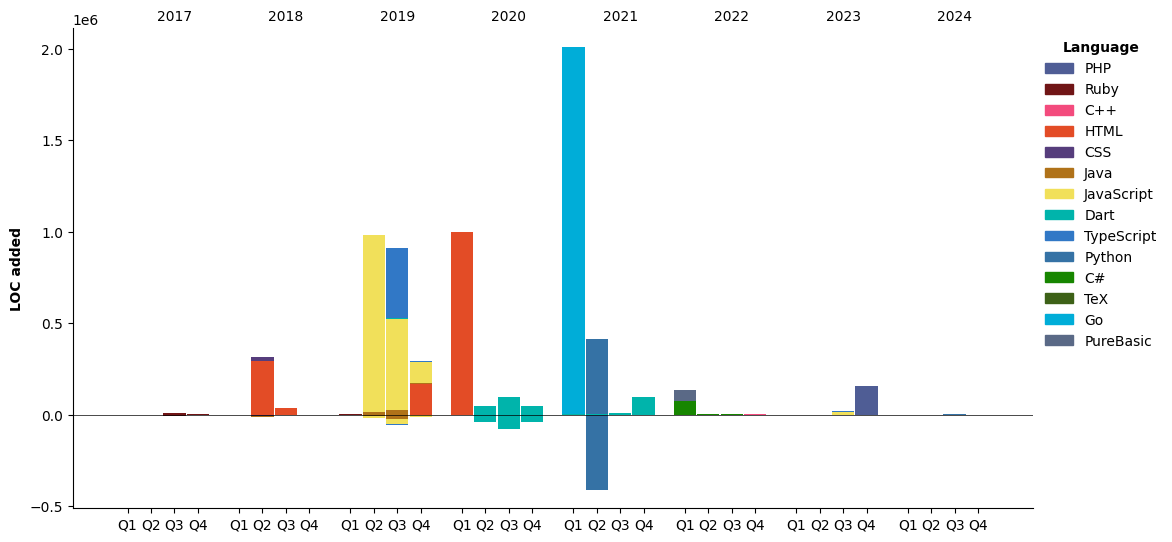 1e6
2017 2018 2019 2020 2021 2022 2023 2024
2.0
1.5
1.0
0.5
0.0
−0.5
LOC added
Q1 Q2 Q3 Q4 Q1 Q2 Q3 Q4 Q1 Q2 Q3 Q4 Q1 Q2 Q3 Q4 Q1 Q2 Q3 Q4 Q1 Q2 Q3 Q4 Q1 Q2 Q3 Q4 Q1 Q2 Q3 Q4
Language
PHP
Ruby
C++
HTML
CSS
Java
JavaScript
Dart
TypeScript
Python
C#
TeX
Go
PureBasic